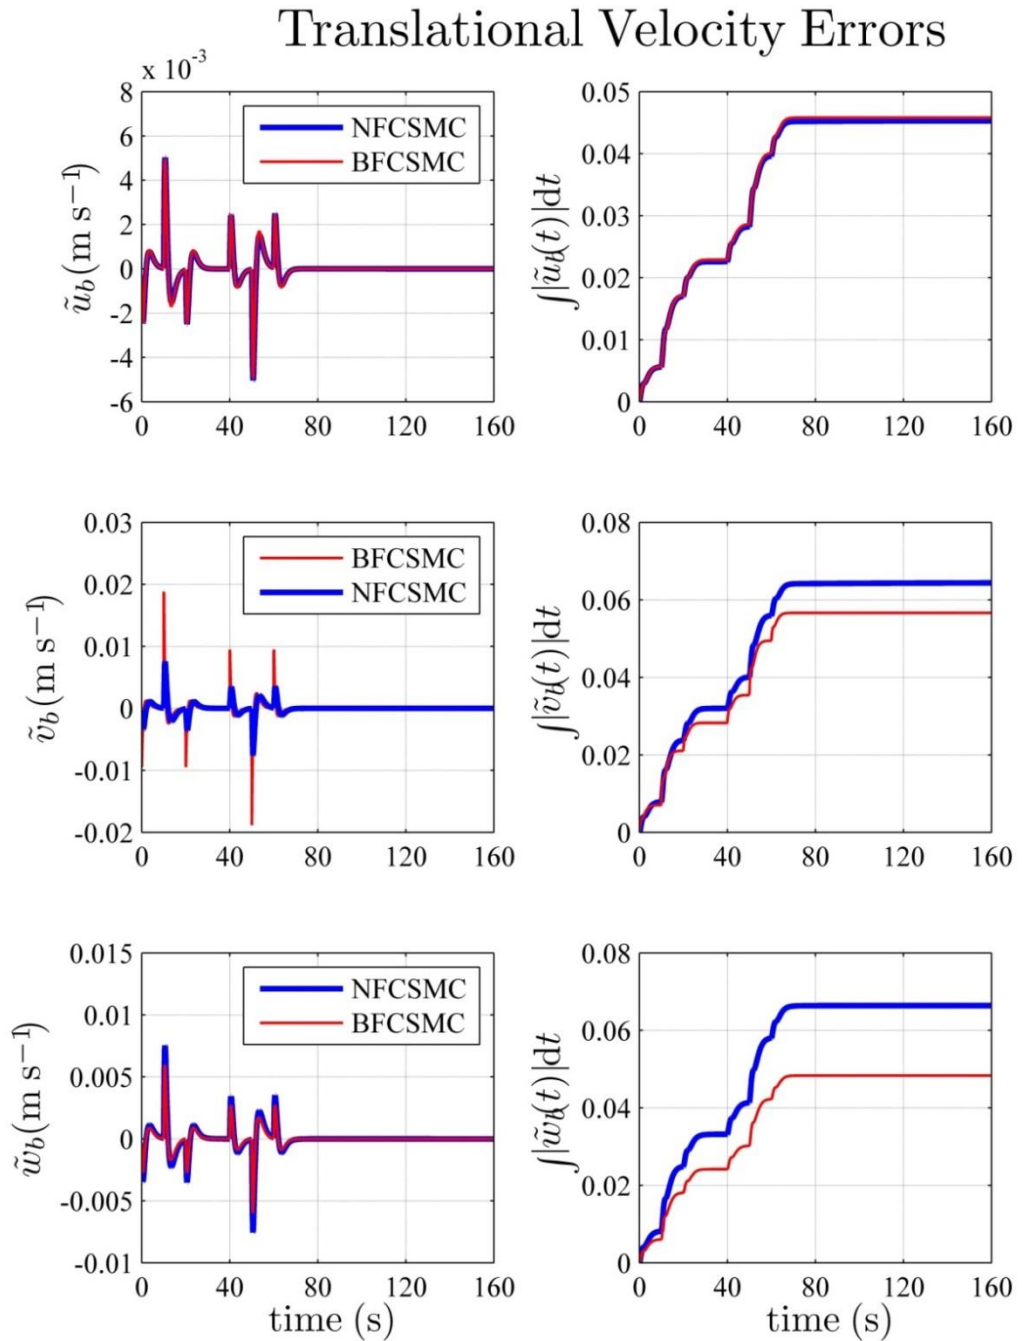 Translational Velocity Errors
x 10⁻³
8
6
4
2
0
-2
-4
-6
ũ_b(m s⁻¹)
NFCSMC
BFCSMC
0 40 80 120 160
0.05
0.04
0.03
0.02
0.01
0
∫|ũ_b(t)|dt
0 40 80 120 160
0.03
0.02
0.01
0
-0.01
-0.02
ṽ_b(m s⁻¹)
BFCSMC
NFCSMC
0 40 80 120 160
0.08
0.06
0.04
0.02
0
∫|ṽ_b(t)|dt
0 40 80 120 160
0.015
0.01
0.005
0
-0.005
-0.01
w̃_b(m s⁻¹)
NFCSMC
BFCSMC
0 40 80 120 160
time (s)
0.08
0.06
0.04
0.02
0
∫|w̃_b(t)|dt
0 40 80 120 160
time (s)